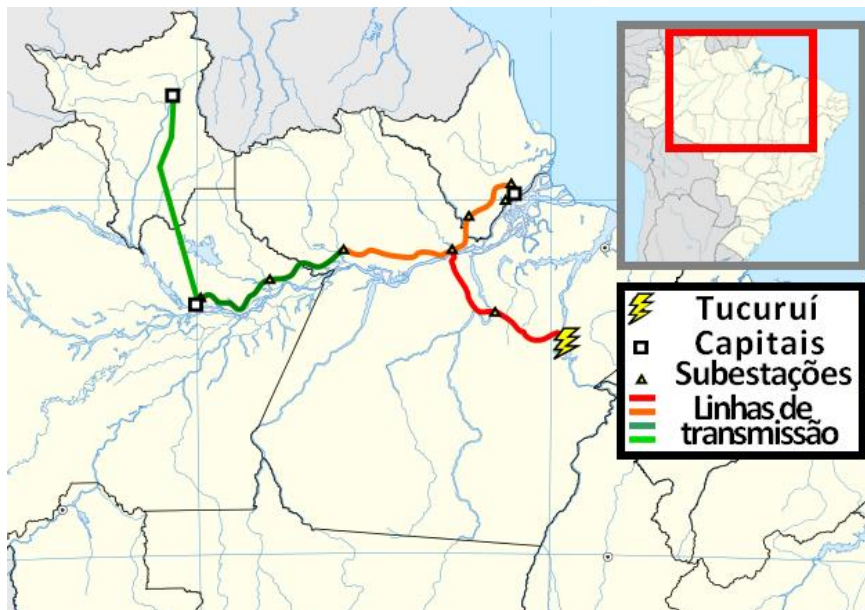 Tucuruí
Capitais
Subestações
Linhas de
transmissão